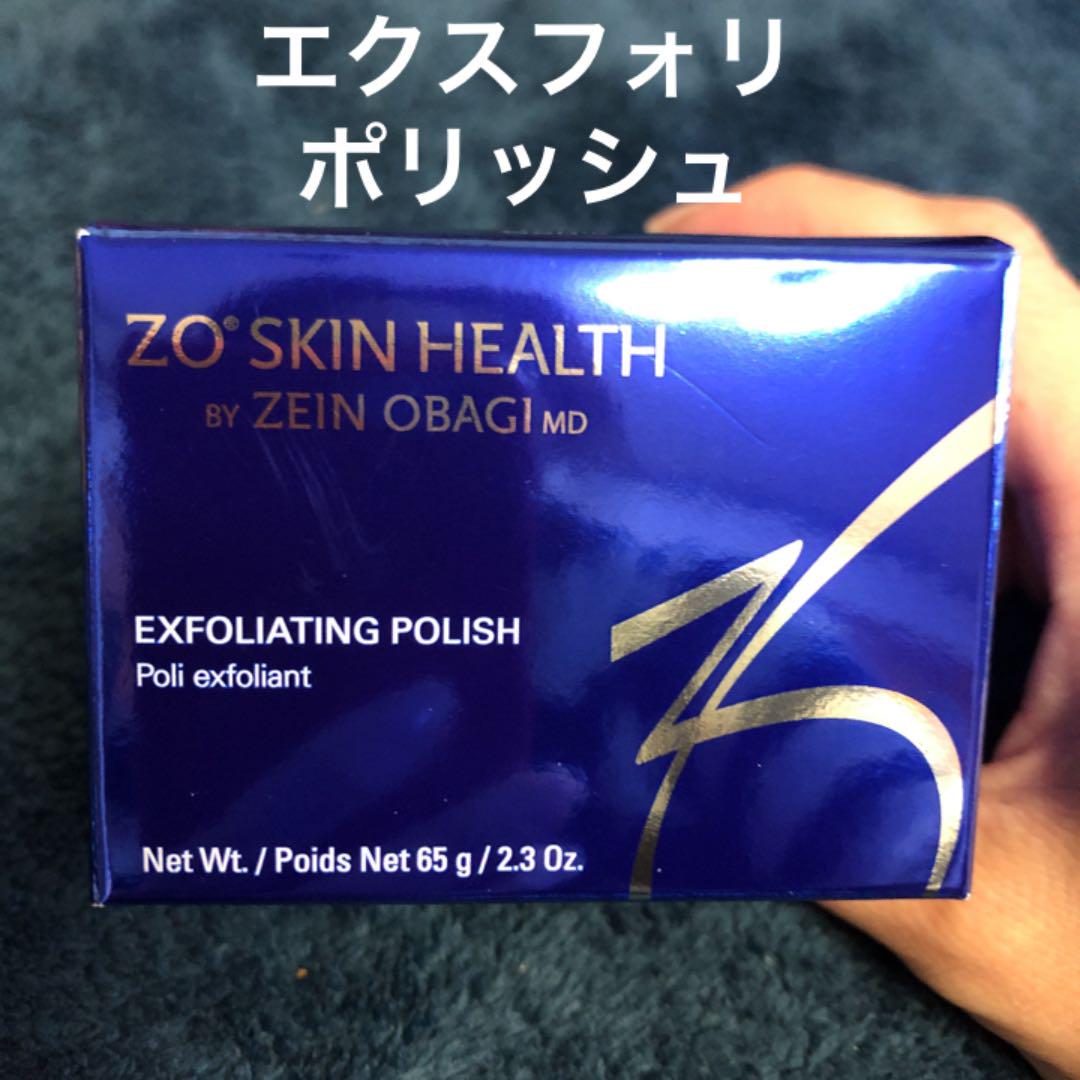 エクスフォリ
ポリッシュ
ZO® SKIN HEALTH
BY ZEIN OBAGI MD
EXFOLIATING POLISH
Poli exfoliant
Net Wt. / Poids Net 65 g / 2.3 Oz.